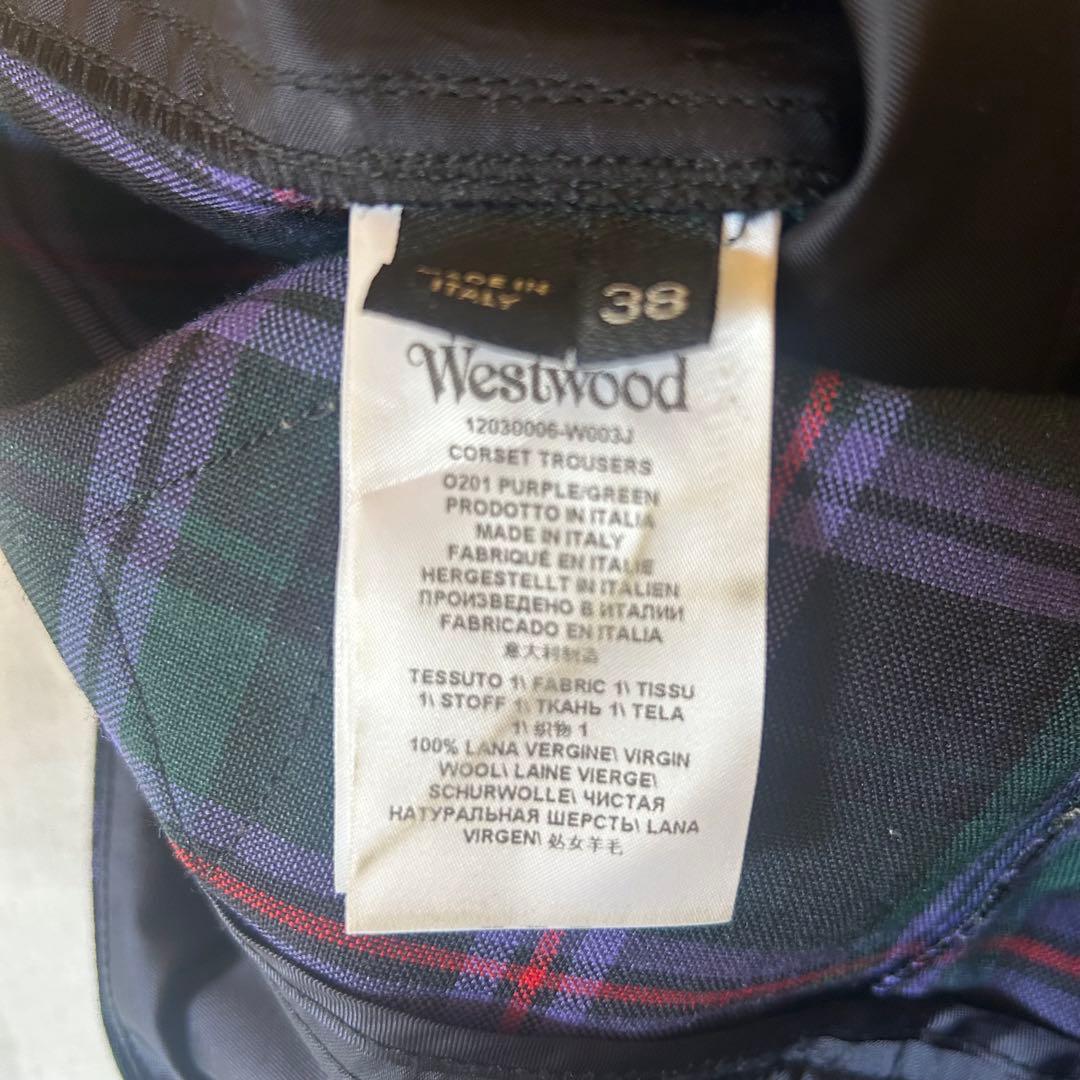 MADE IN
ITALY
38
Westwood
12030006-W003J
CORSET TROUSERS
O201 PURPLE/GREEN
PRODOTTO IN ITALIA
MADE IN ITALY
FABRIQUÉ EN ITALIE
HERGESTELLT IN ITALIEN
ПРОИЗВЕДЕНО В ИТАЛИИ
FABRICADO EN ITALIA
意大利制造
TESSUTO 1\ FABRIC 1\ TISSU
1\ STOFF 1\ ТКАНЬ 1\ TELA
1\ 织物 1
100% LANA VERGINE\ VIRGIN
WOOL\ LAINE VIERGE\
SCHURWOLLE\ ЧИСТАЯ
НАТУРАЛЬНАЯ ШЕРСТЬ\ LANA
VIRGEN\ 处女羊毛